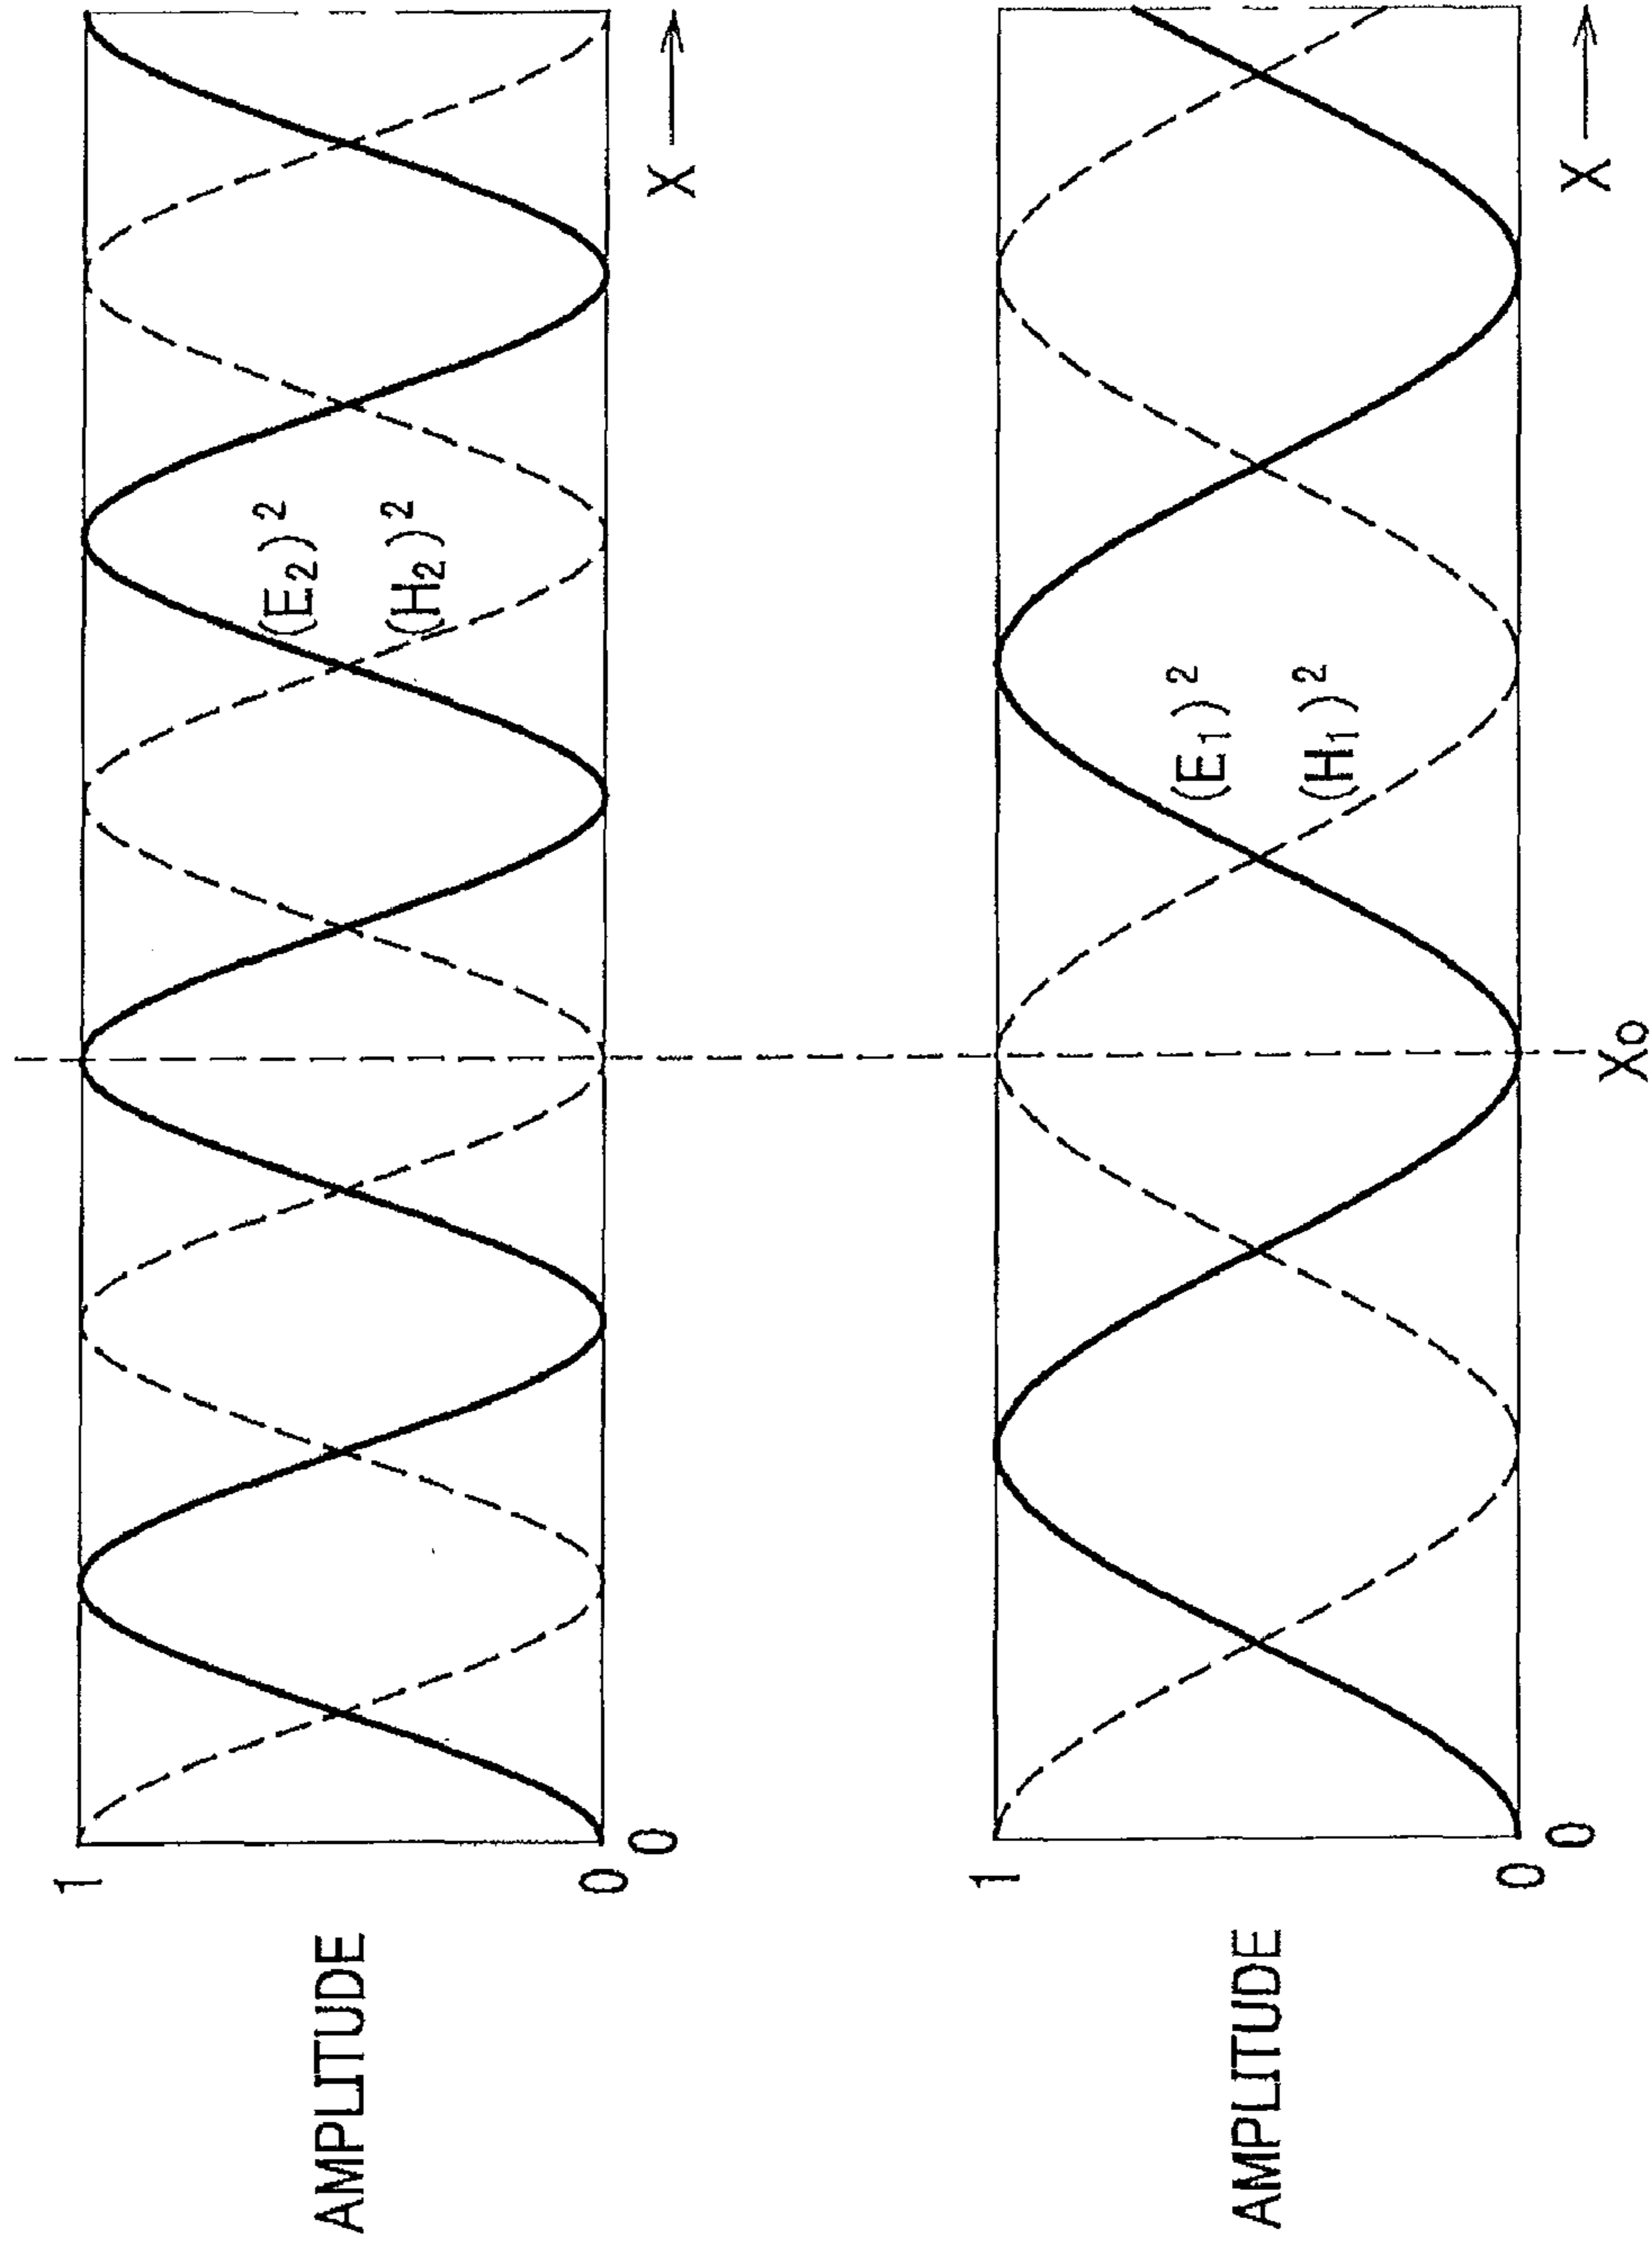 AMPLITUDE
1
0
0
(E₂)²
(H₂)²
X
AMPLITUDE
1
0
0
(E₁)²
(H₁)²
X
X₀